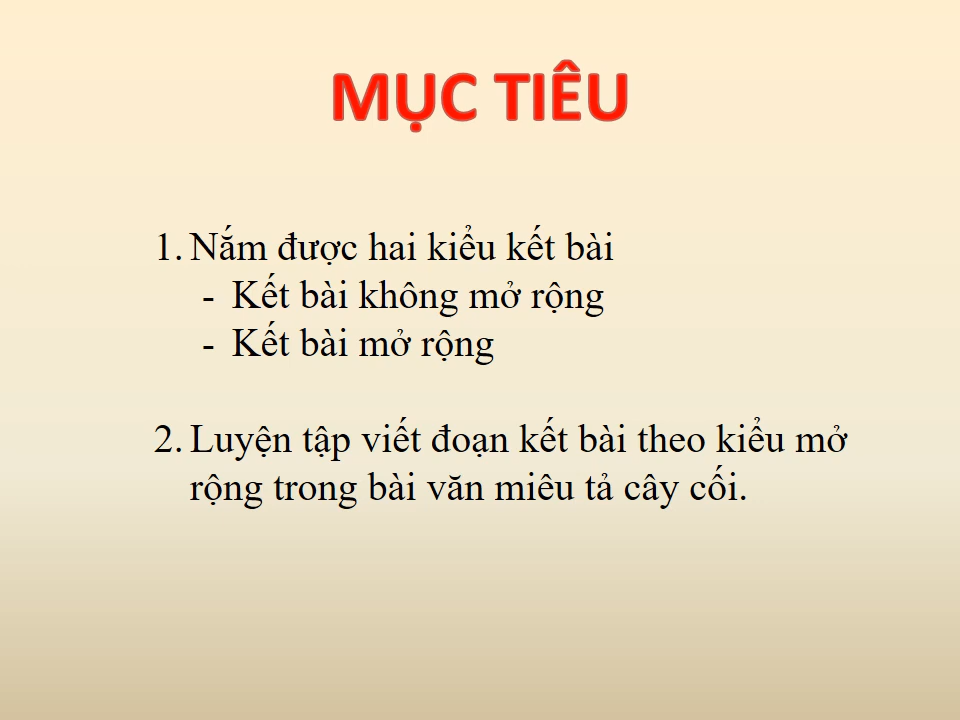 MỤC TIÊU
1. Nắm được hai kiểu kết bài
- Kết bài không mở rộng
- Kết bài mở rộng
2. Luyện tập viết đoạn kết bài theo kiểu mở
rộng trong bài văn miêu tả cây cối.